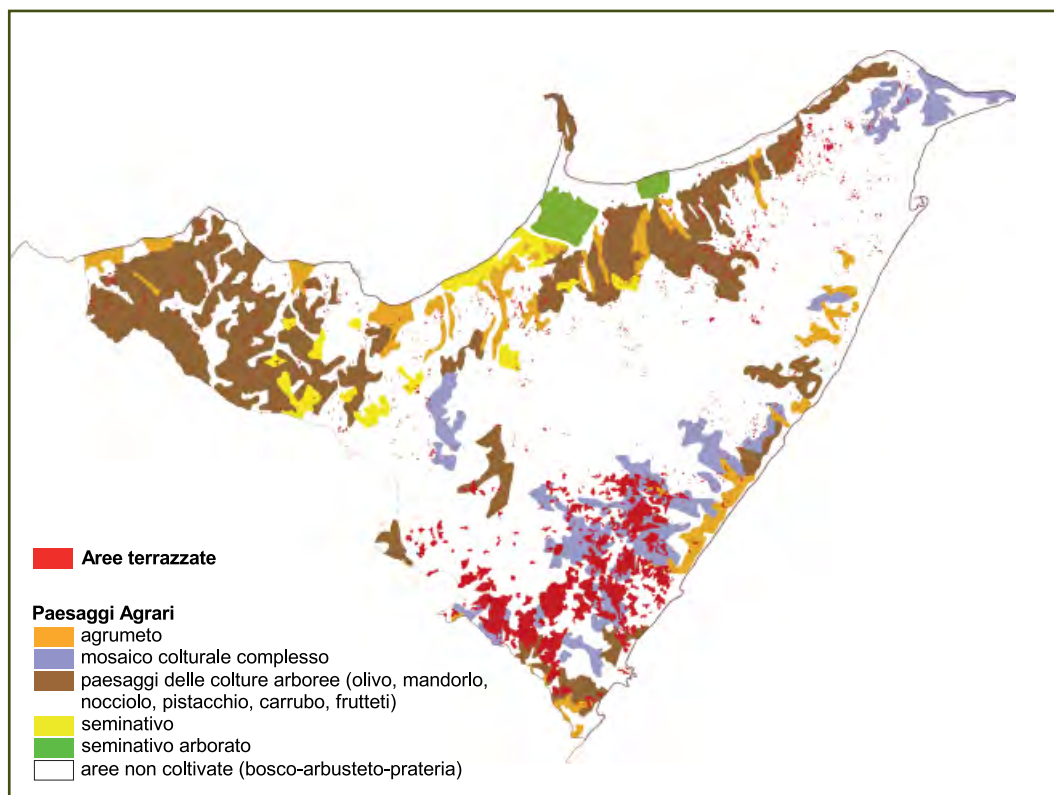 Aree terrazzate
Paesaggi Agrari
agrumeto
mosaico colturale complesso
paesaggi delle colture arboree (olivo, mandorlo,
nocciolo, pistacchio, carrubo, frutteti)
seminativo
seminativo arborato
aree non coltivate (bosco-arbusteto-prateria)